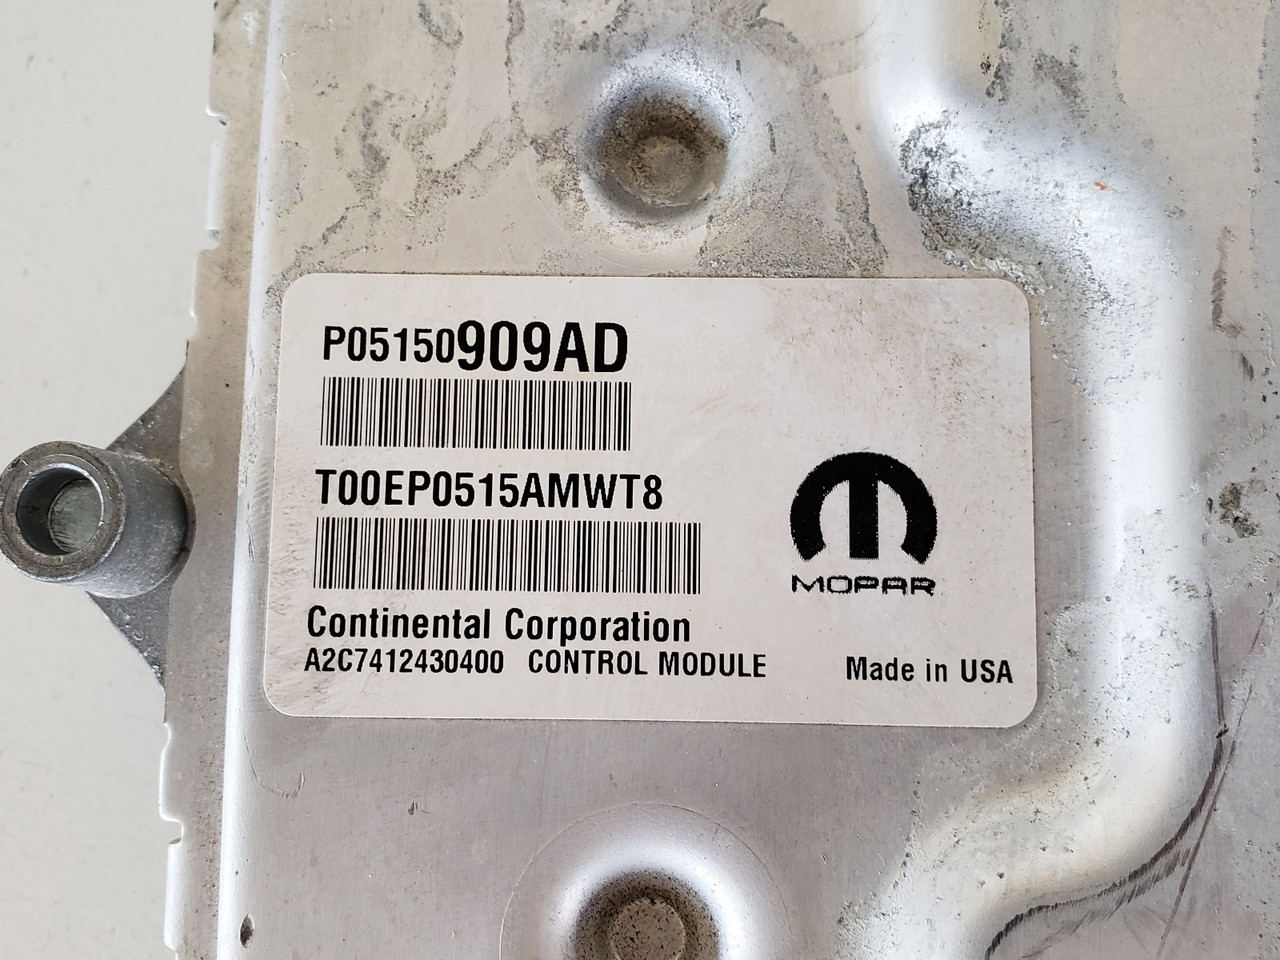 P05150909AD
T00EP0515AMWT8
MOPAR
Continental Corporation
A2C7412430400 CONTROL MODULE Made in USA